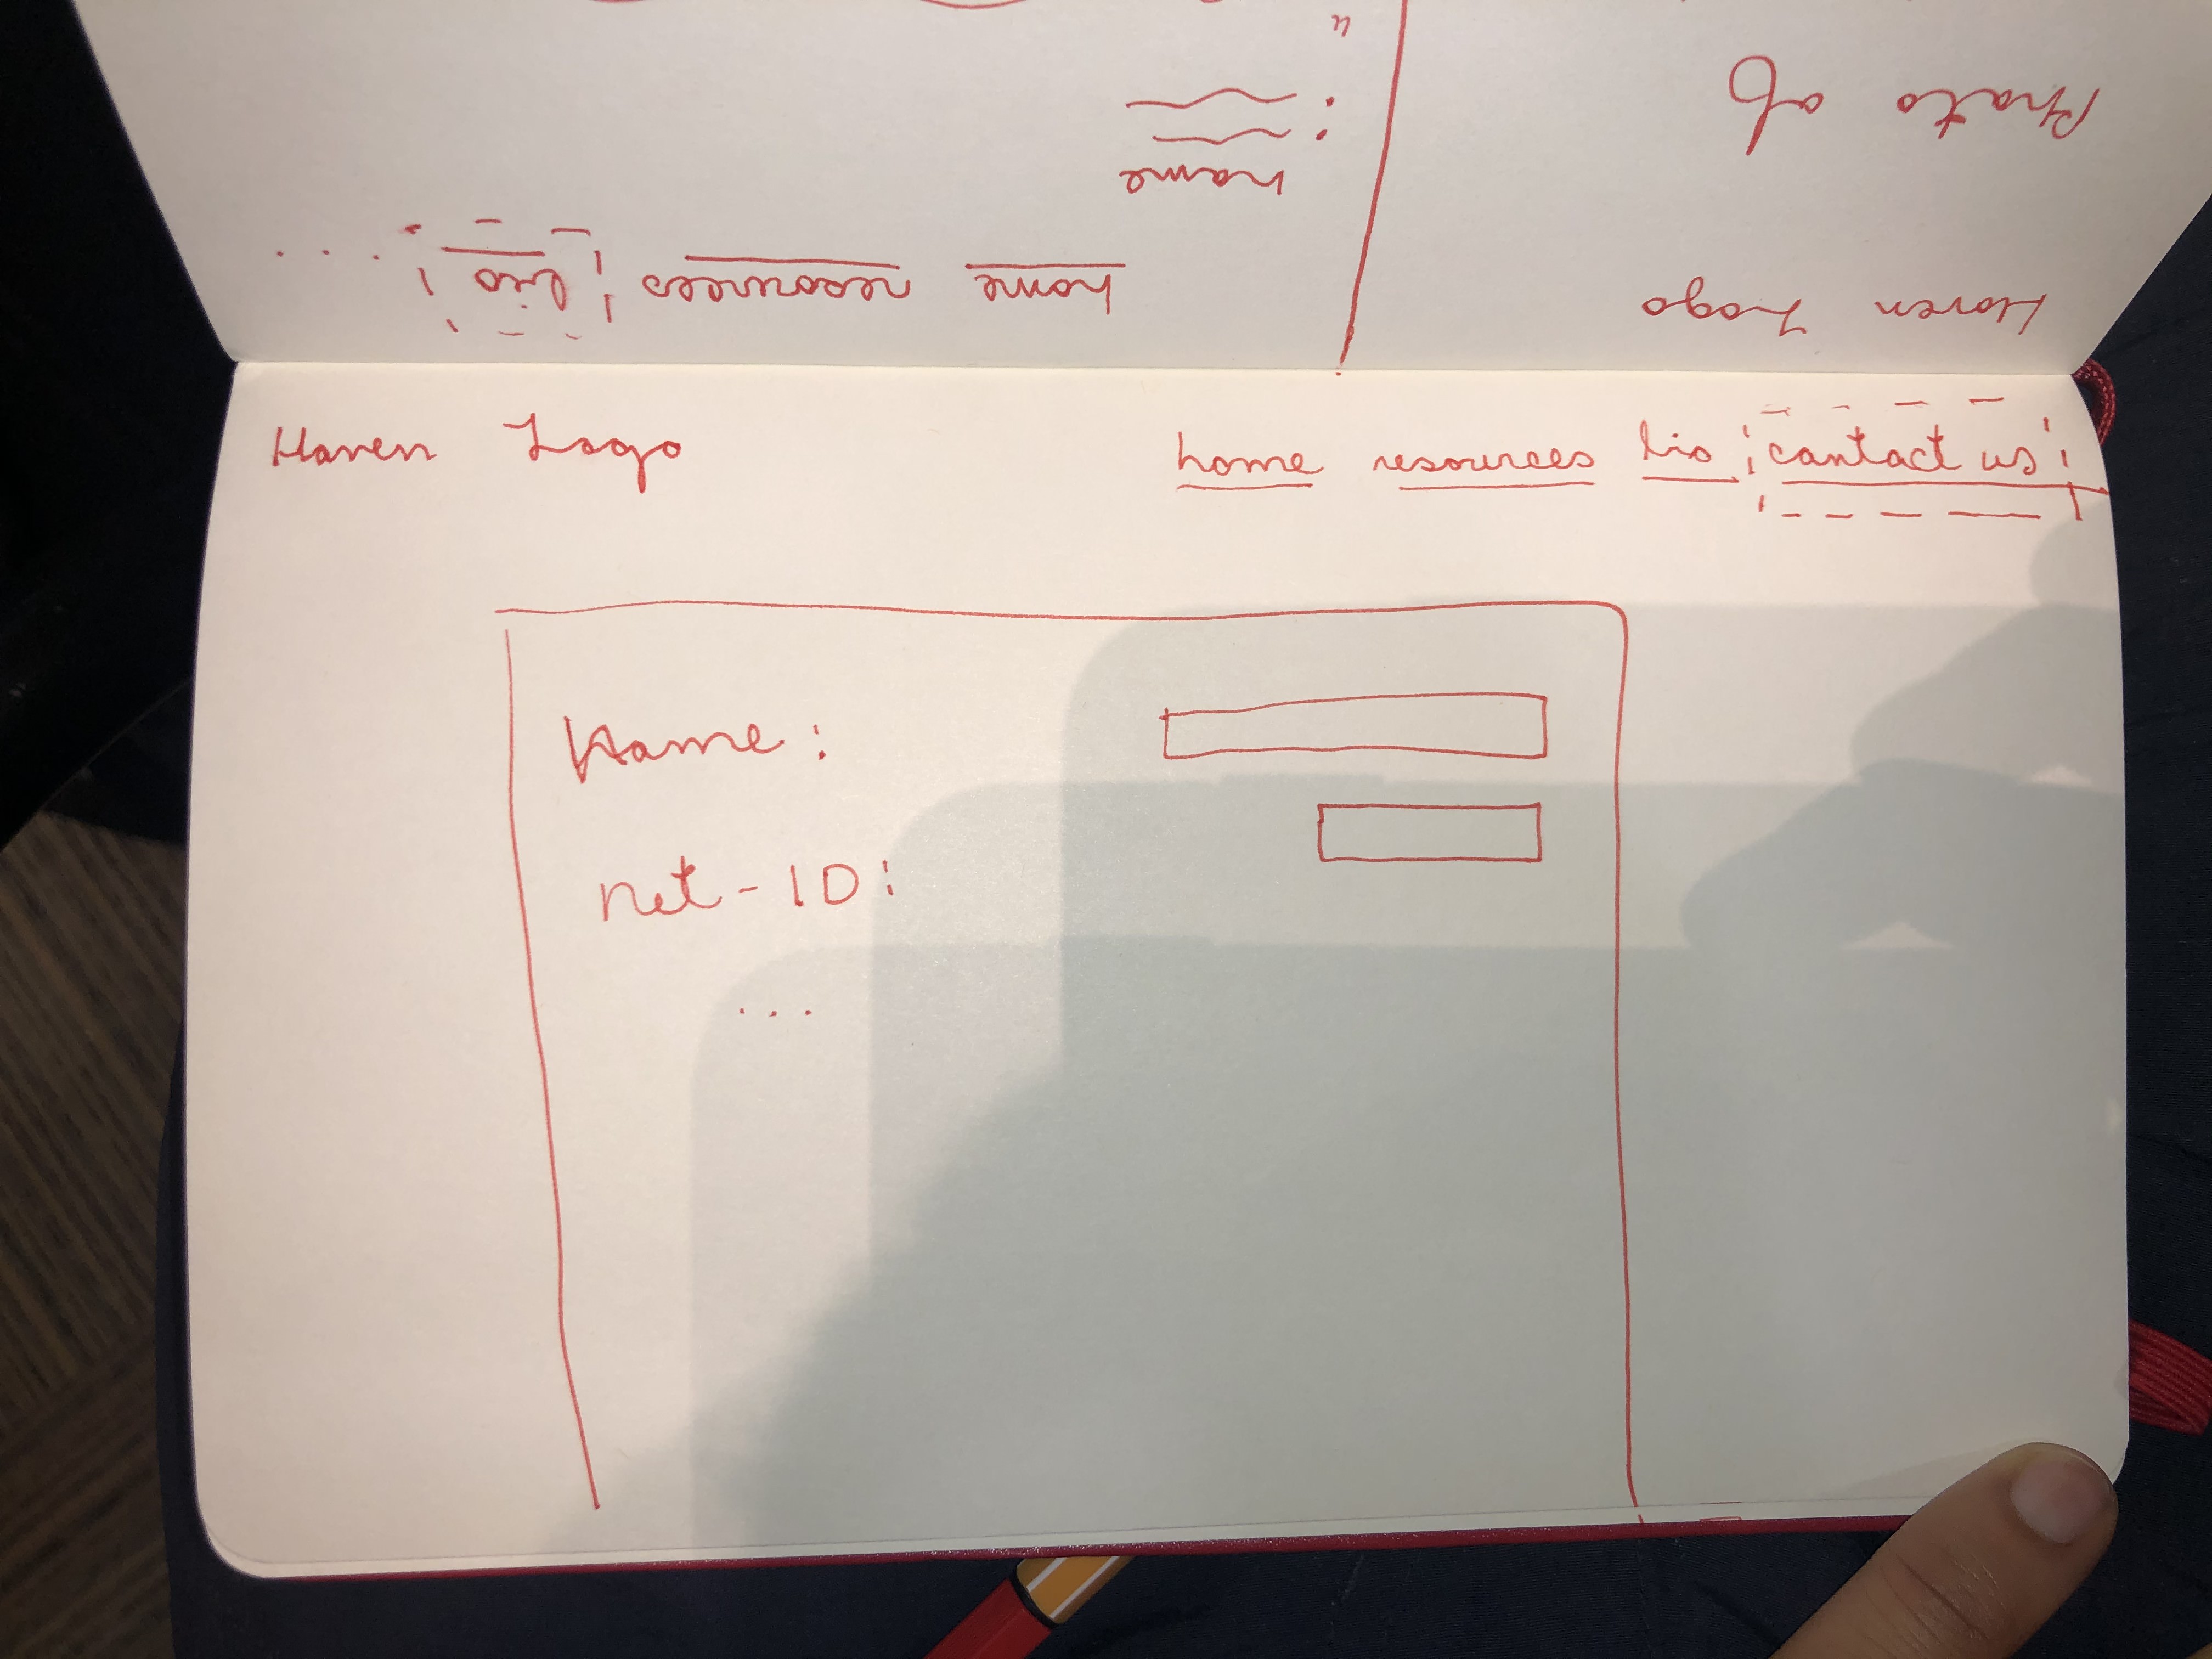 Haven Logo home resources bio contact us
Name:
net-ID:
...
Haven Logo home resources bio ...
Photo of name